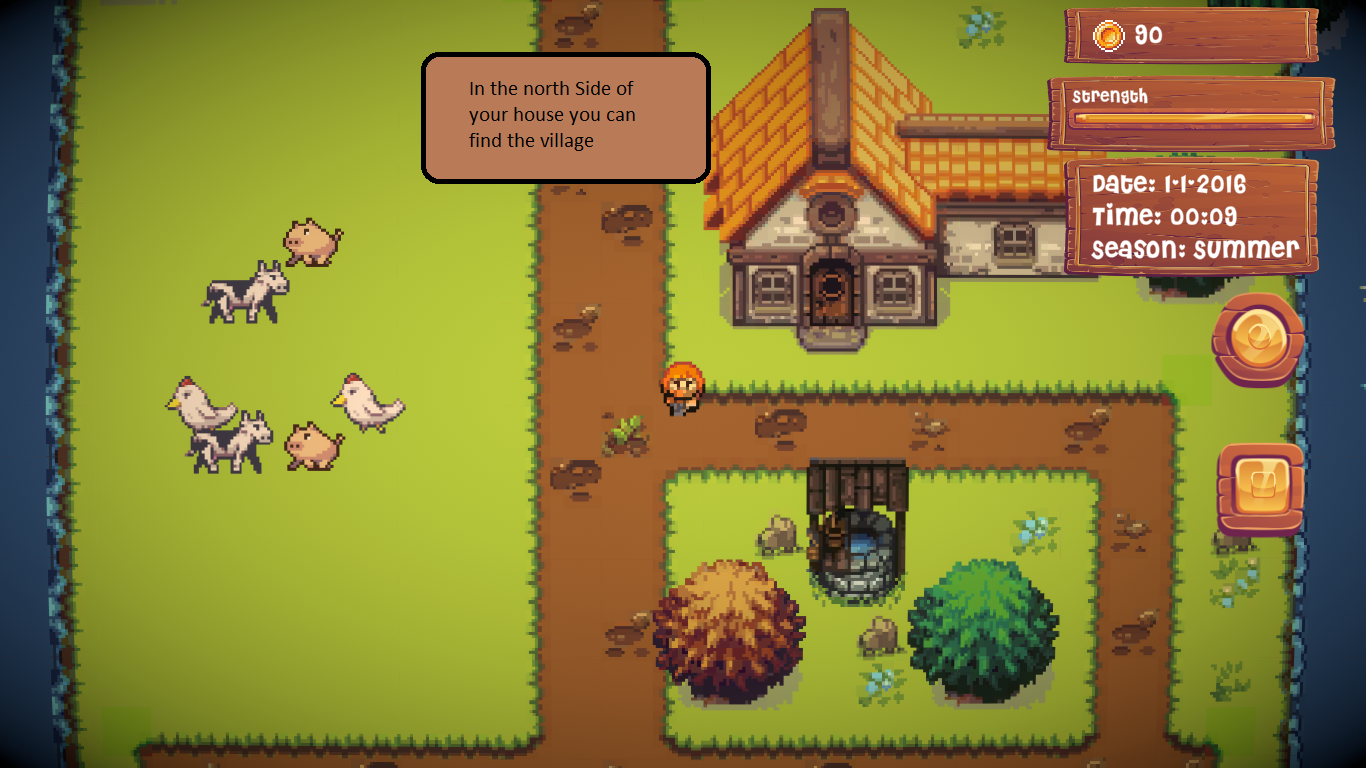 In the north Side of
your house you can
find the village
90
Strength
Date: 1-1-2016
Time: 00:09
Season: Summer